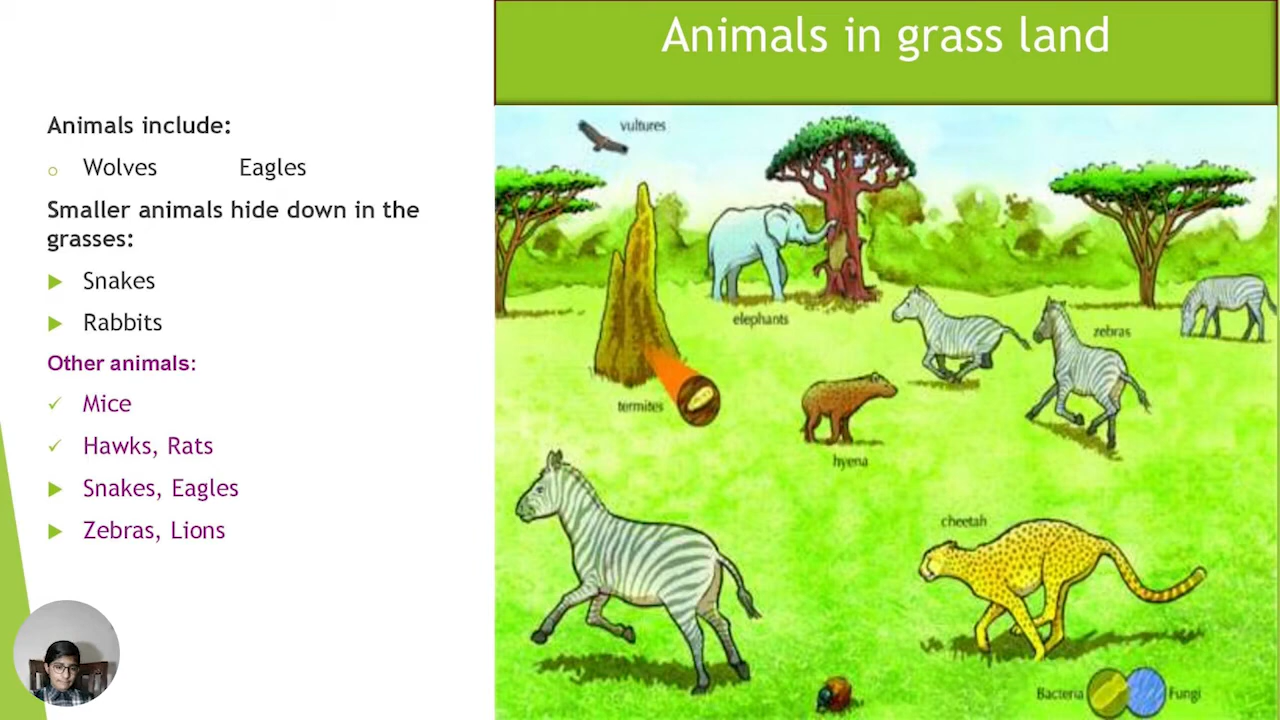 Animals in grass land
Animals include:
Wolves Eagles
Smaller animals hide down in the
grasses:
Snakes
Rabbits
Other animals:
Mice
Hawks, Rats
Snakes, Eagles
Zebras, Lions
vultures
elephants
zebras
termites
hyena
cheetah
Bacteria
Fungi